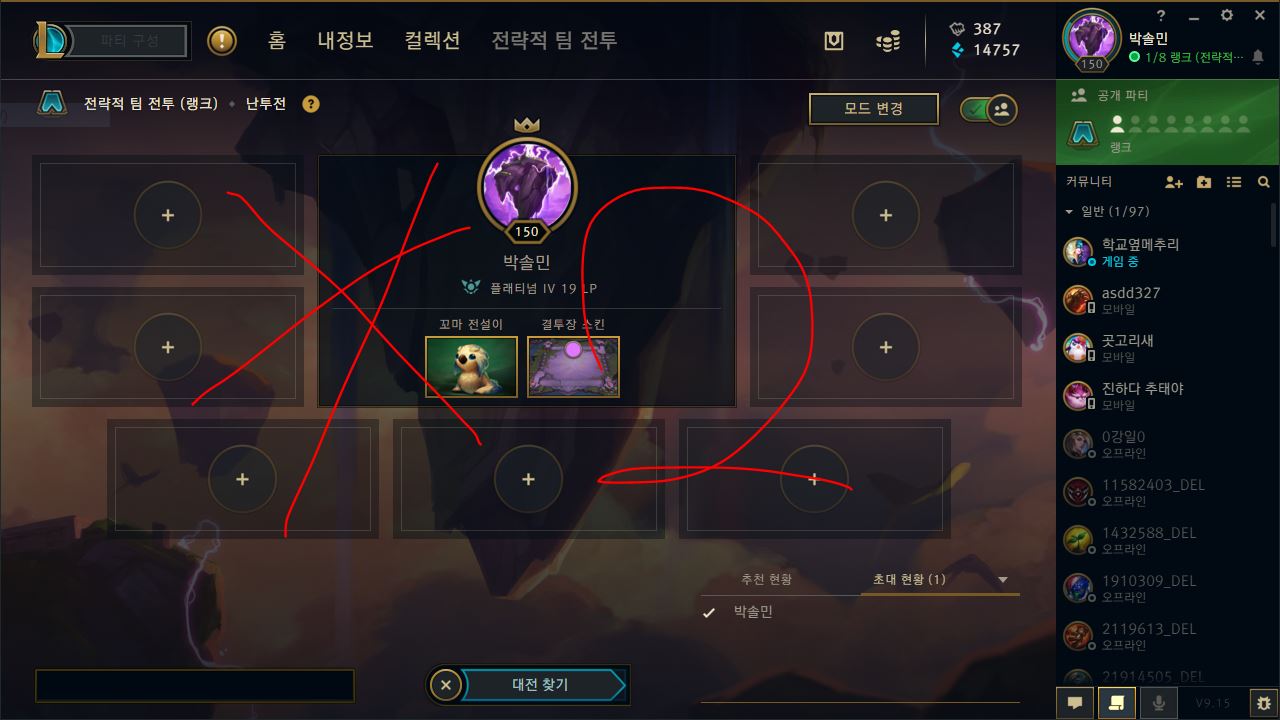 파티 구성
홈
내정보
컬렉션
전략적 팀 전투
387
14757
박솔민
150
1/8 랭크 (전략적…
전략적 팀 전투 (랭크) • 난투전
모드 변경
공개 파티
랭크
150
박솔민
플래티넘 IV 19 LP
꼬마 전설이
결투장 스킨
커뮤니티
일반 (1/97)
학교옆메추리
게임 중
asdd327
모바일
곳고리새
모바일
진하다 추태야
모바일
0강일0
오프라인
11582403_DEL
오프라인
1432588_DEL
오프라인
1910309_DEL
오프라인
2119613_DEL
오프라인
21914505_DEL
추천 현황
초대 현황 (1)
박솔민
대전 찾기
V9.15